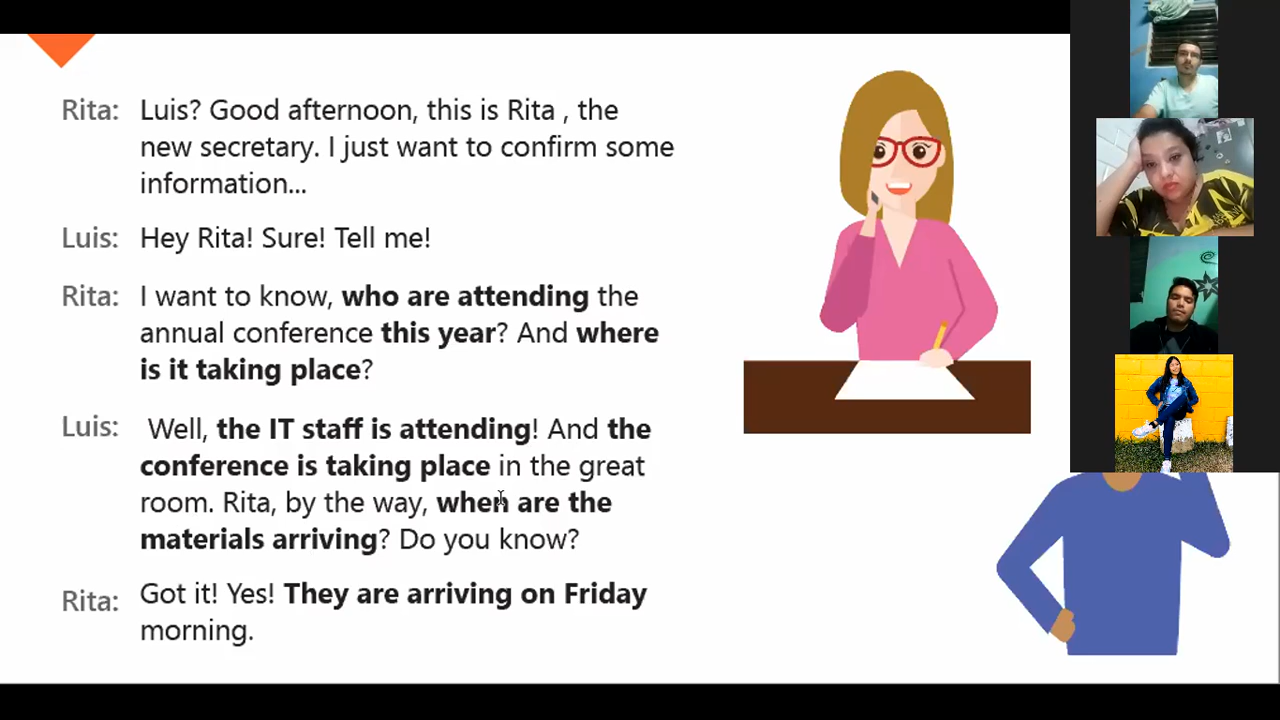 Rita: Luis? Good afternoon, this is Rita , the
new secretary. I just want to confirm some
information...
Luis: Hey Rita! Sure! Tell me!
Rita: I want to know, who are attending the
annual conference this year? And where
is it taking place?
Luis: Well, the IT staff is attending! And the
conference is taking place in the great
room. Rita, by the way, when are the
materials arriving? Do you know?
Rita: Got it! Yes! They are arriving on Friday
morning.